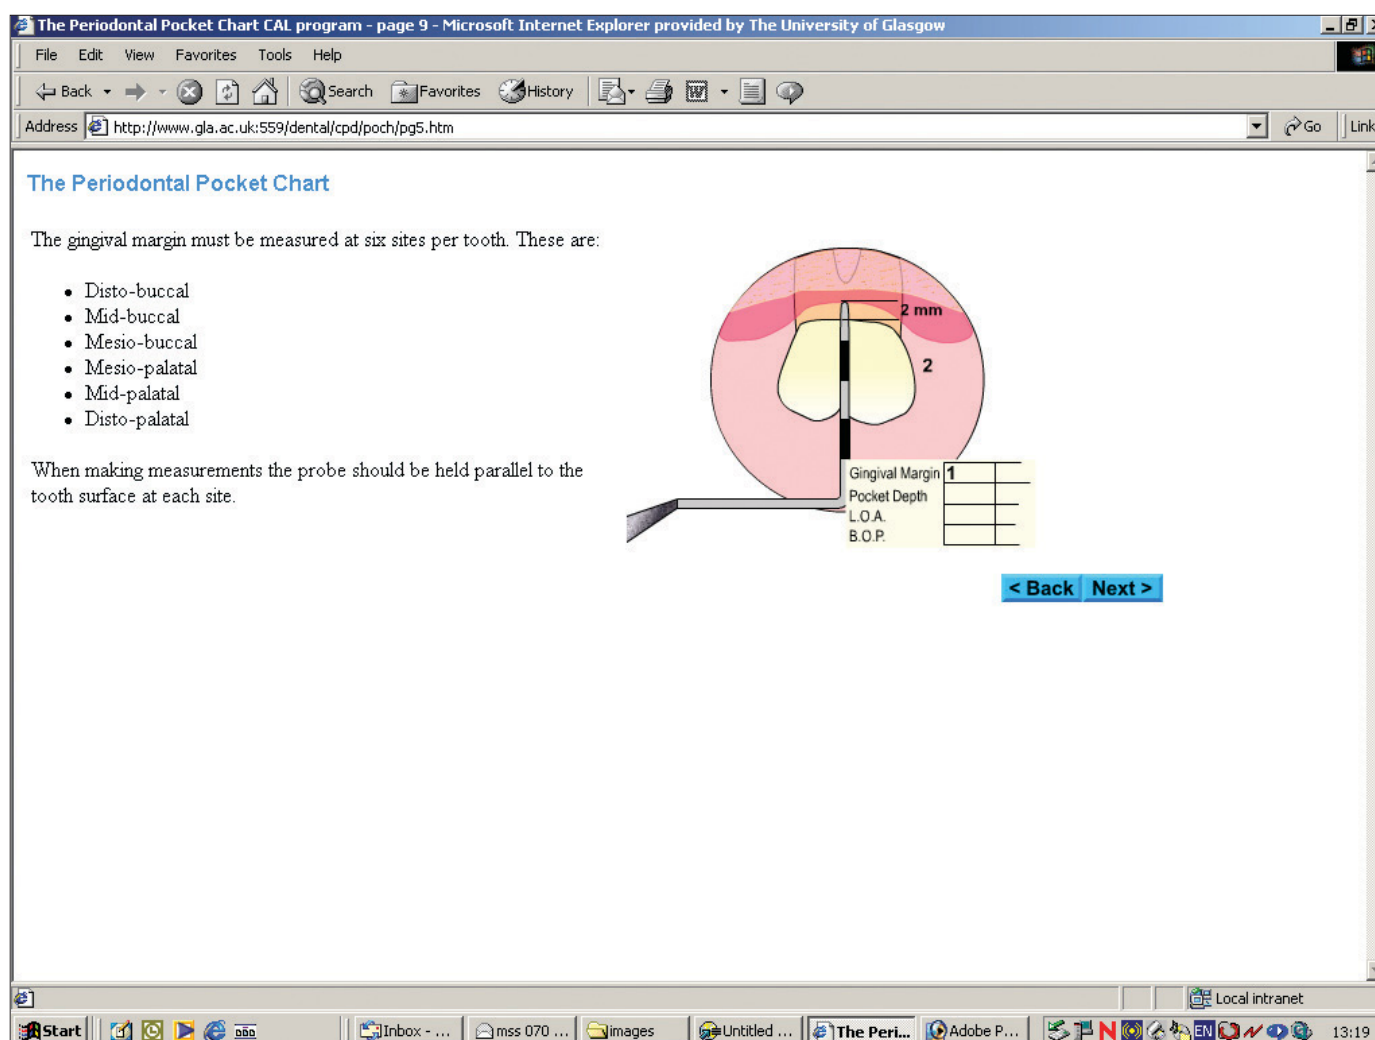 The Periodontal Pocket Chart CAL program - page 9 - Microsoft Internet Explorer provided by The University of Glasgow
File Edit View Favorites Tools Help
Back Search Favorites History
Address http://www.gla.ac.uk:559/dental/cpd/poch/pg5.htm Go Link
The Periodontal Pocket Chart
The gingival margin must be measured at six sites per tooth. These are:
• Disto-buccal
• Mid-buccal
• Mesio-buccal
• Mesio-palatal
• Mid-palatal
• Disto-palatal
When making measurements the probe should be held parallel to the
tooth surface at each site.
2 mm
2
Gingival Margin 1
Pocket Depth
L.O.A.
B.O.P.
< Back Next >
Local intranet
Start Inbox - ... mss 070 ... images Untitled ... The Peri... Adobe P... EN 13:19